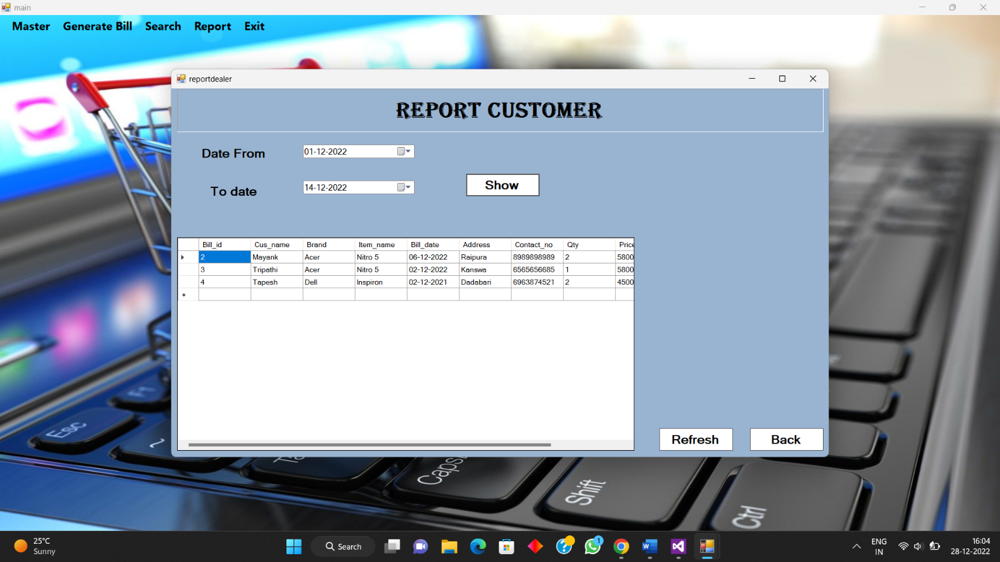 main
Master Generate Bill Search Report Exit
reportdealer
REPORT CUSTOMER
Date From 01-12-2022
To date 14-12-2022 Show
Bill_id Cus_name Brand Item_name Bill_date Address Contact_no Qty Price
2 Mayank Acer Nitro 5 06-12-2022 Raipura 8989898989 2 5800
3 Tripathi Acer Nitro 5 02-12-2022 Kanswa 6565656685 1 5800
4 Tapesh Dell Inspiron 02-12-2021 Dadabari 6963874521 2 4500
Refresh Back
Esc
F1
~
Caps
Shift
Ctrl
25°C
Sunny
Search
1
ENG
IN
16:04
28-12-2022